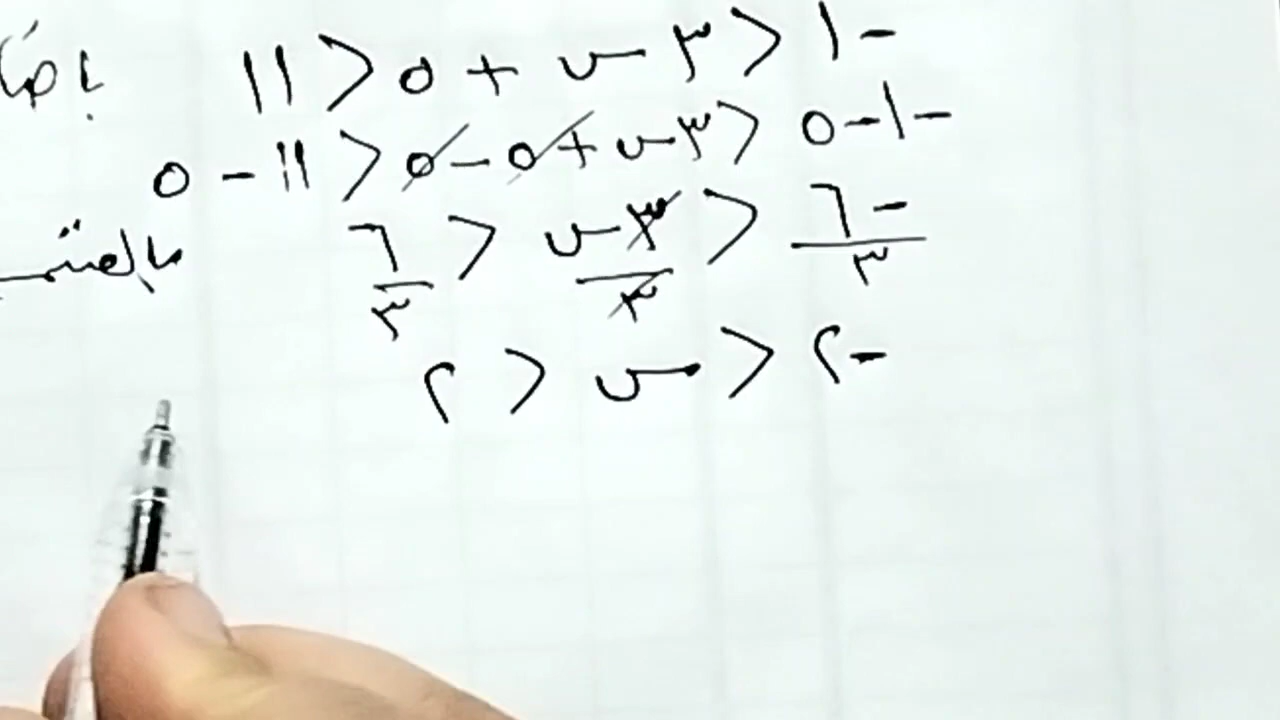 -١ < ٣س + ٥ < ١١
-١-٥ < ٣س+٥-٥ < ١١-٥
-٦/٣ < ٣س/٣ < ٦/٣
-٢ < س < ٢